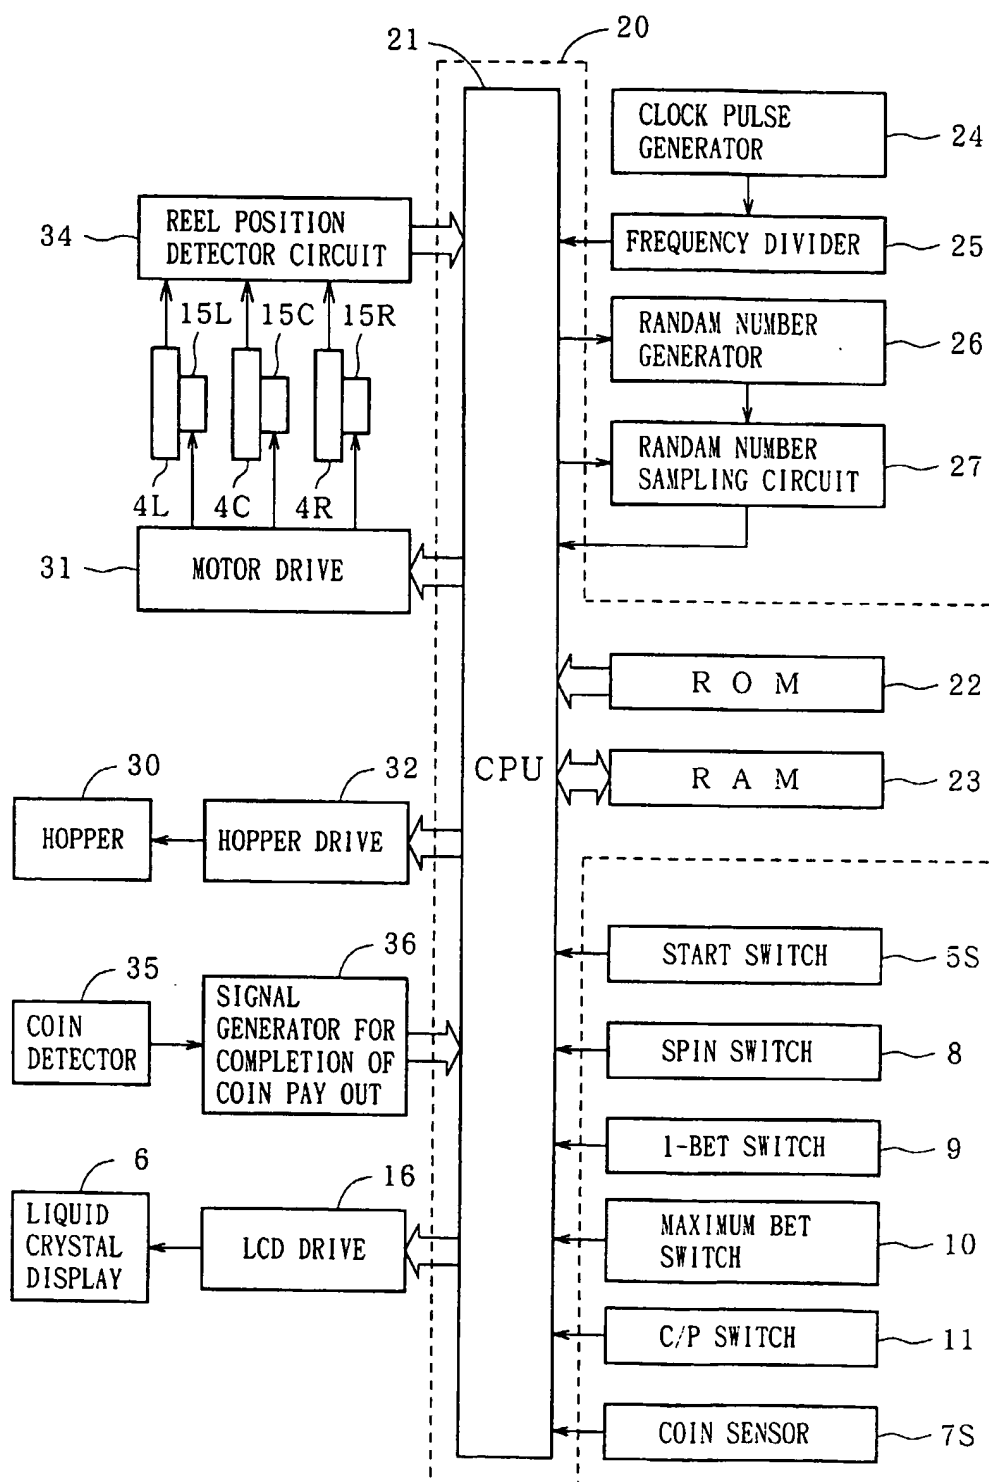 21
20
CLOCK PULSE
GENERATOR
24
34
REEL POSITION
DETECTOR CIRCUIT
FREQUENCY DIVIDER
25
15L
15C
15R
RANDAM NUMBER
GENERATOR
26
4L
4C
4R
RANDAM NUMBER
SAMPLING CIRCUIT
27
31
MOTOR DRIVE
ROM
22
CPU
RAM
23
30
32
HOPPER
HOPPER DRIVE
START SWITCH
5S
35
36
COIN
DETECTOR
SIGNAL
GENERATOR FOR
COMPLETION OF
COIN PAY OUT
SPIN SWITCH
8
1-BET SWITCH
9
6
16
LIQUID
CRYSTAL
DISPLAY
LCD DRIVE
MAXIMUM BET
SWITCH
10
C/P SWITCH
11
COIN SENSOR
7S